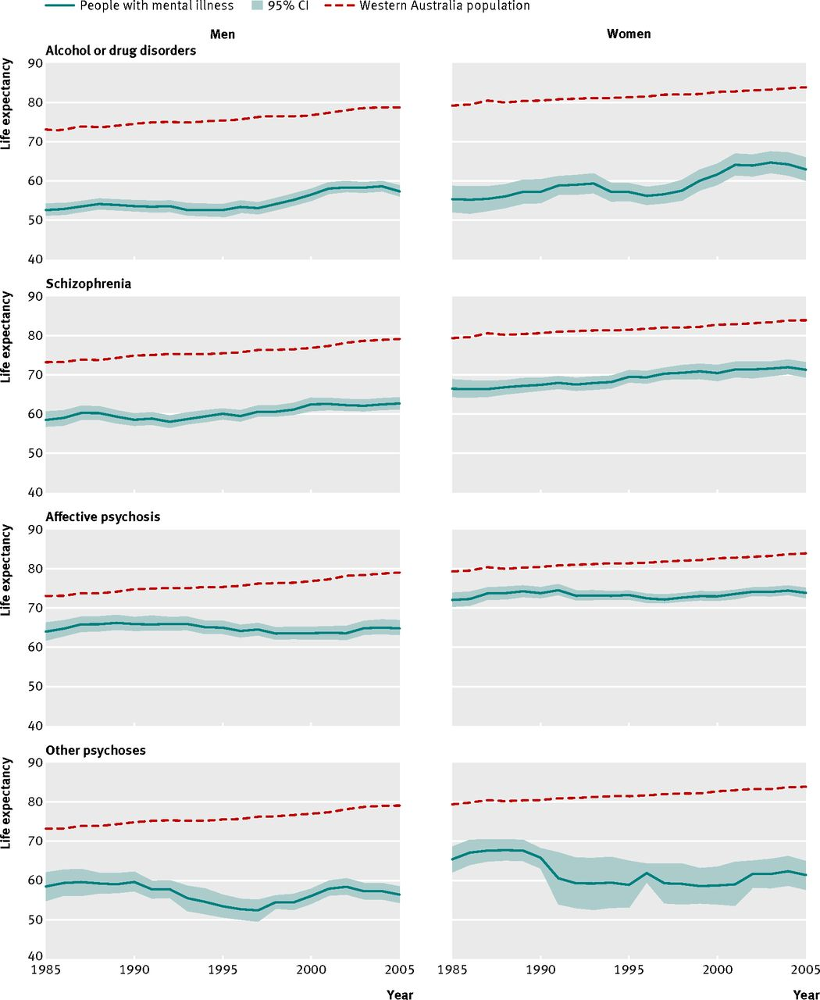 People with mental illness 95% CI Western Australia population
Men Women
Alcohol or drug disorders
Life expectancy
90
80
70
60
50
40
Schizophrenia
Life expectancy
90
80
70
60
50
40
Affective psychosis
Life expectancy
90
80
70
60
50
40
Other psychoses
Life expectancy
90
80
70
60
50
40
1985 1990 1995 2000 2005 1985 1990 1995 2000 2005
Year Year